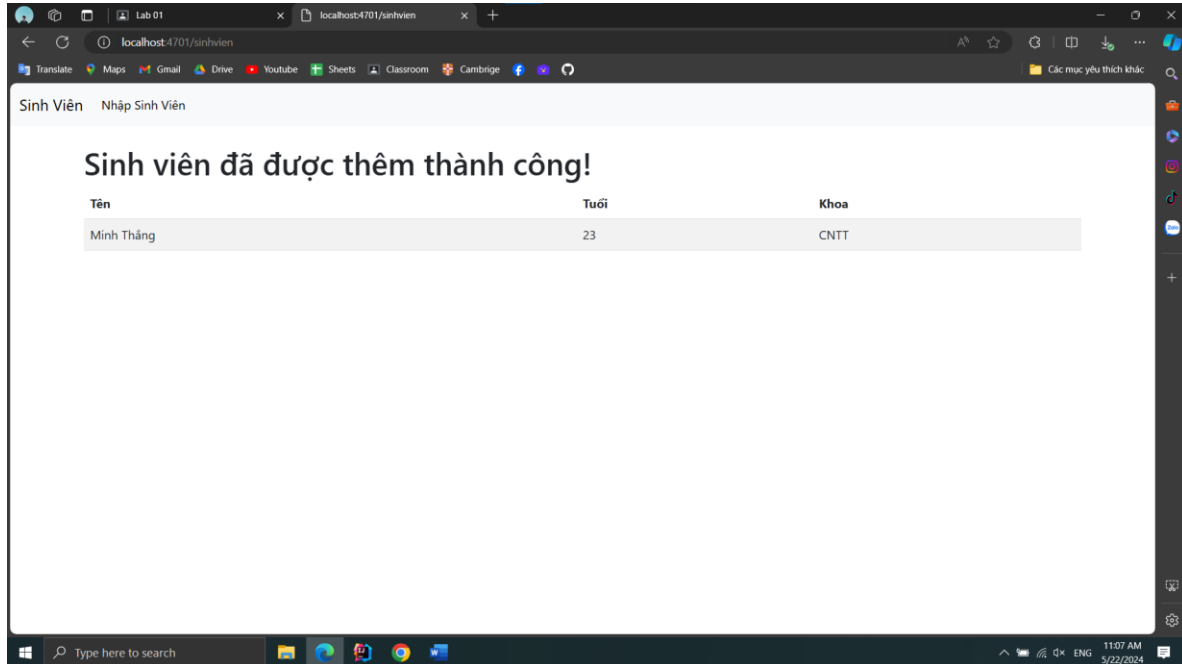 Lab 01
localhost:4701/sinhvien
localhost:4701/sinhvien
Translate Maps Gmail Drive Youtube Sheets Classroom Cambrige Các mục yêu thích khác
Sinh Viên Nhập Sinh Viên
Sinh viên đã được thêm thành công!
Tên Tuổi Khoa
Minh Thắng 23 CNTT
Type here to search
ENG
11:07 AM
5/22/2024